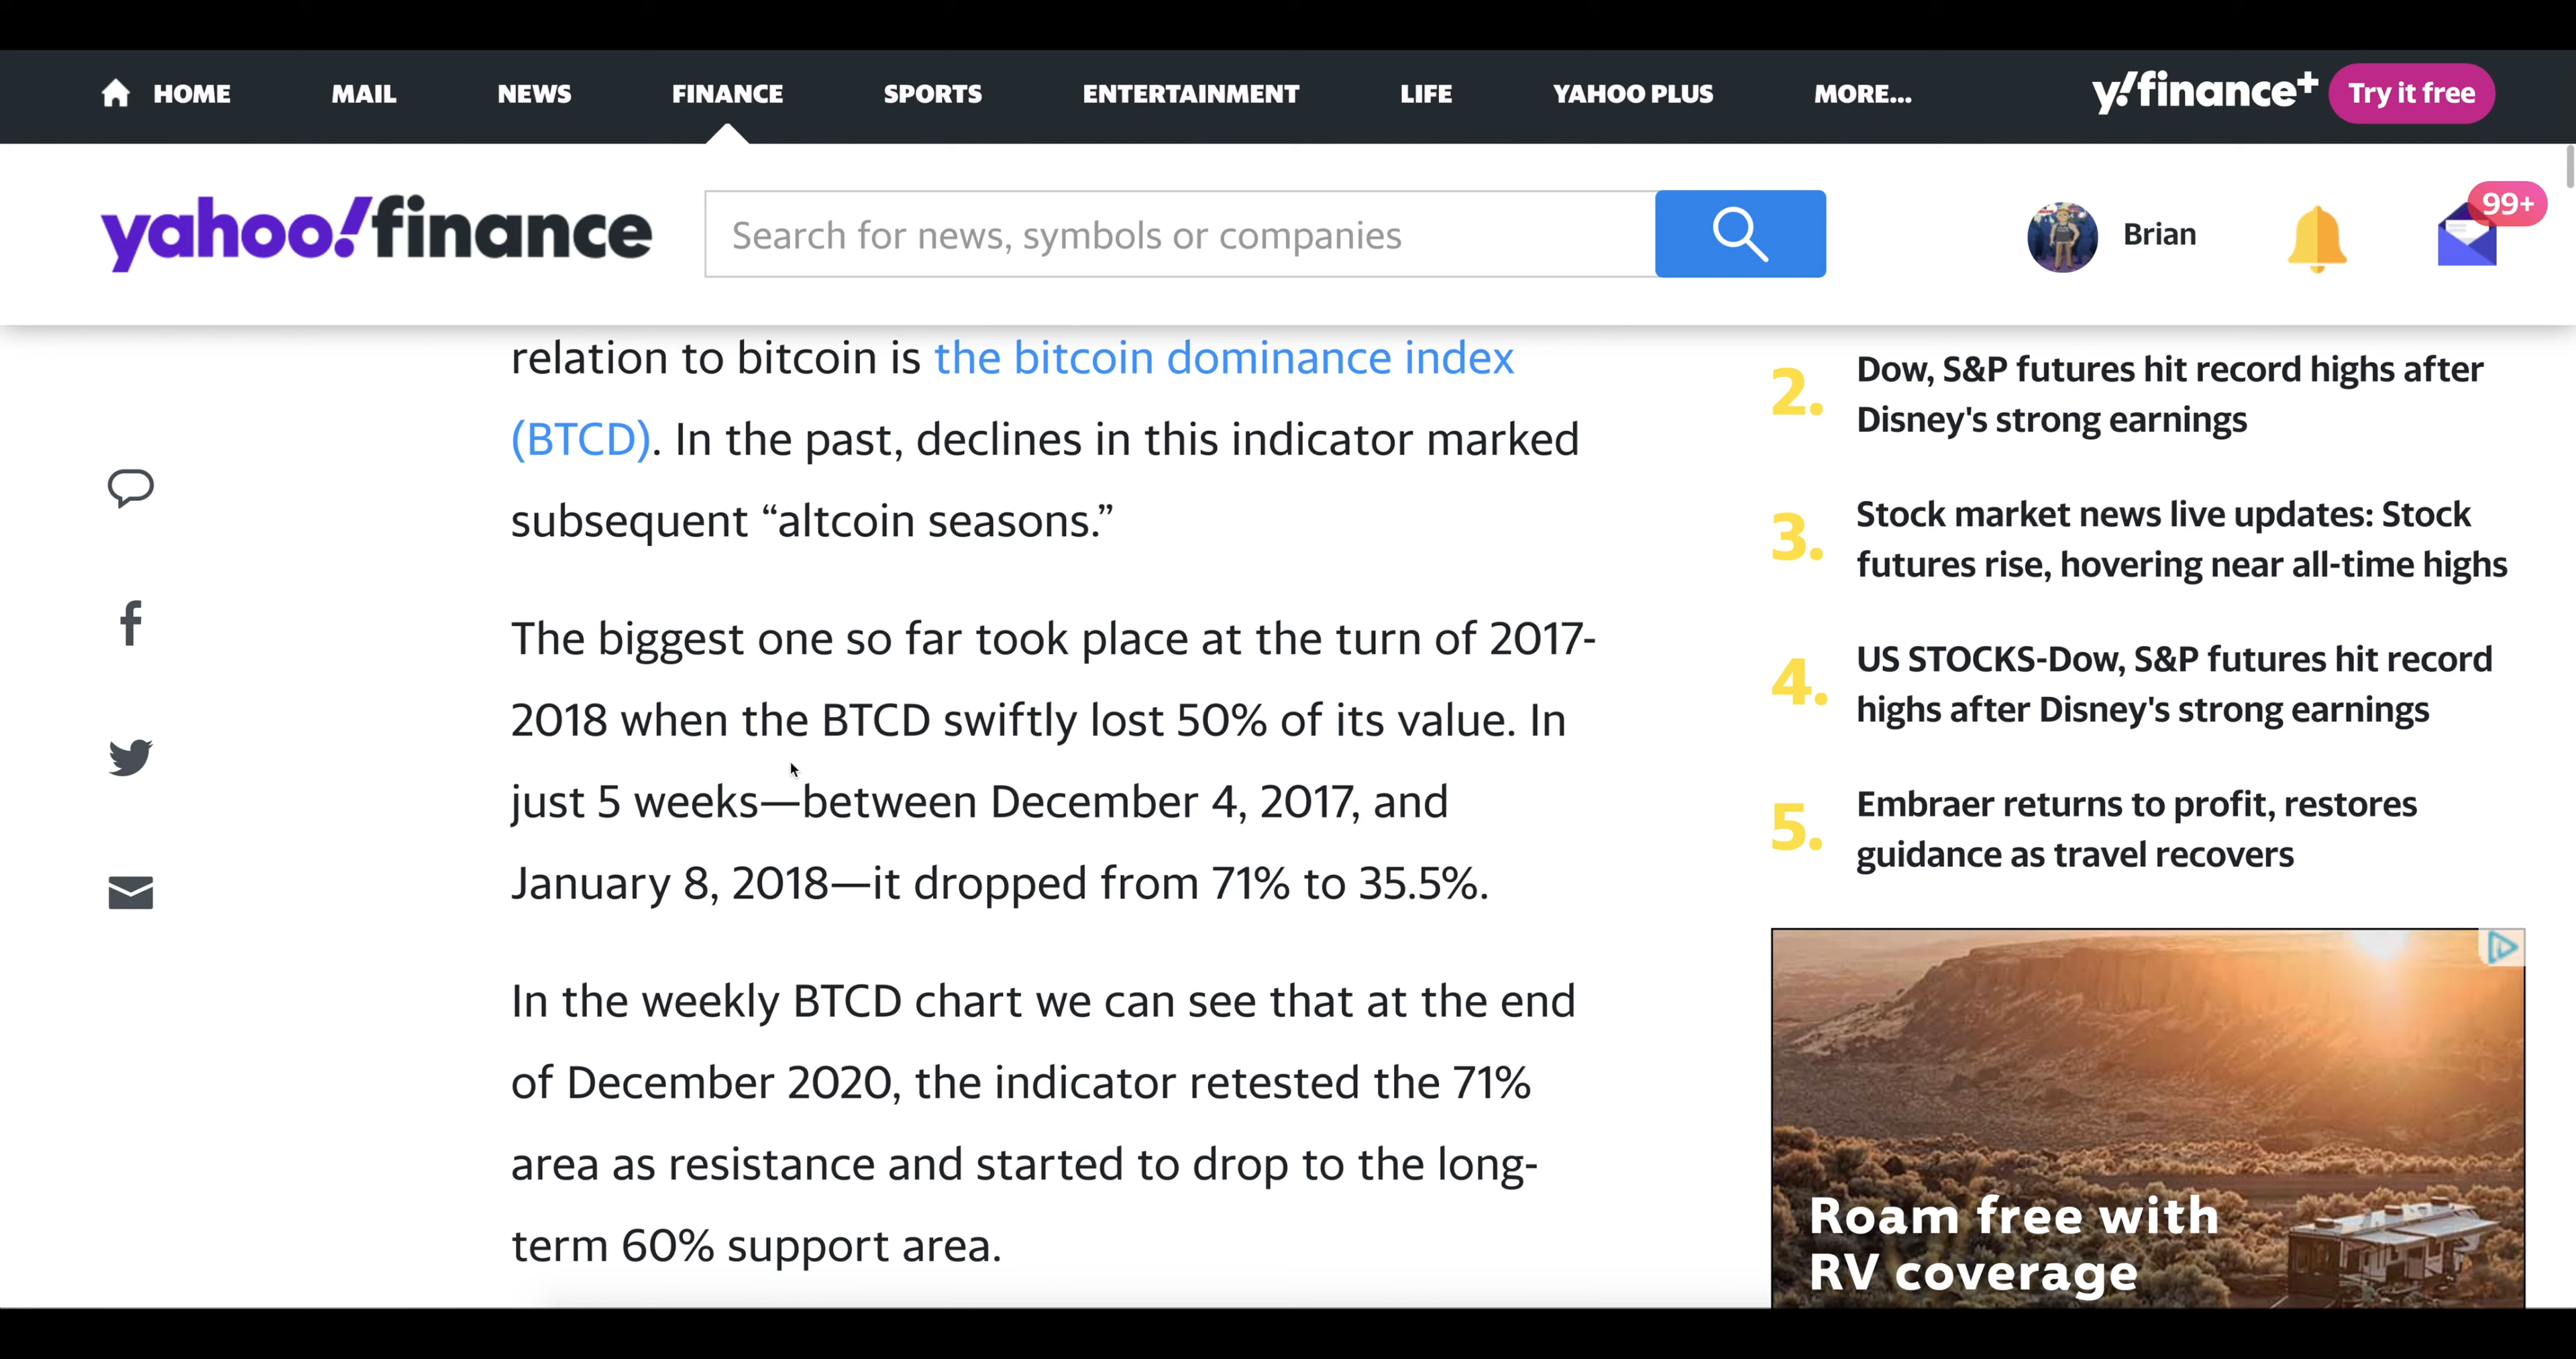 HOME MAIL NEWS FINANCE SPORTS ENTERTAINMENT LIFE YAHOO PLUS MORE... y!finance+ Try it free
yahoo!finance Search for news, symbols or companies Brian 99+
relation to bitcoin is the bitcoin dominance index
(BTCD). In the past, declines in this indicator marked
subsequent “altcoin seasons.”
The biggest one so far took place at the turn of 2017-
2018 when the BTCD swiftly lost 50% of its value. In
just 5 weeks—between December 4, 2017, and
January 8, 2018—it dropped from 71% to 35.5%.
In the weekly BTCD chart we can see that at the end
of December 2020, the indicator retested the 71%
area as resistance and started to drop to the long-
term 60% support area.
2. Dow, S&P futures hit record highs after
Disney's strong earnings
3. Stock market news live updates: Stock
futures rise, hovering near all-time highs
4. US STOCKS-Dow, S&P futures hit record
highs after Disney's strong earnings
5. Embraer returns to profit, restores
guidance as travel recovers
Roam free with
RV coverage